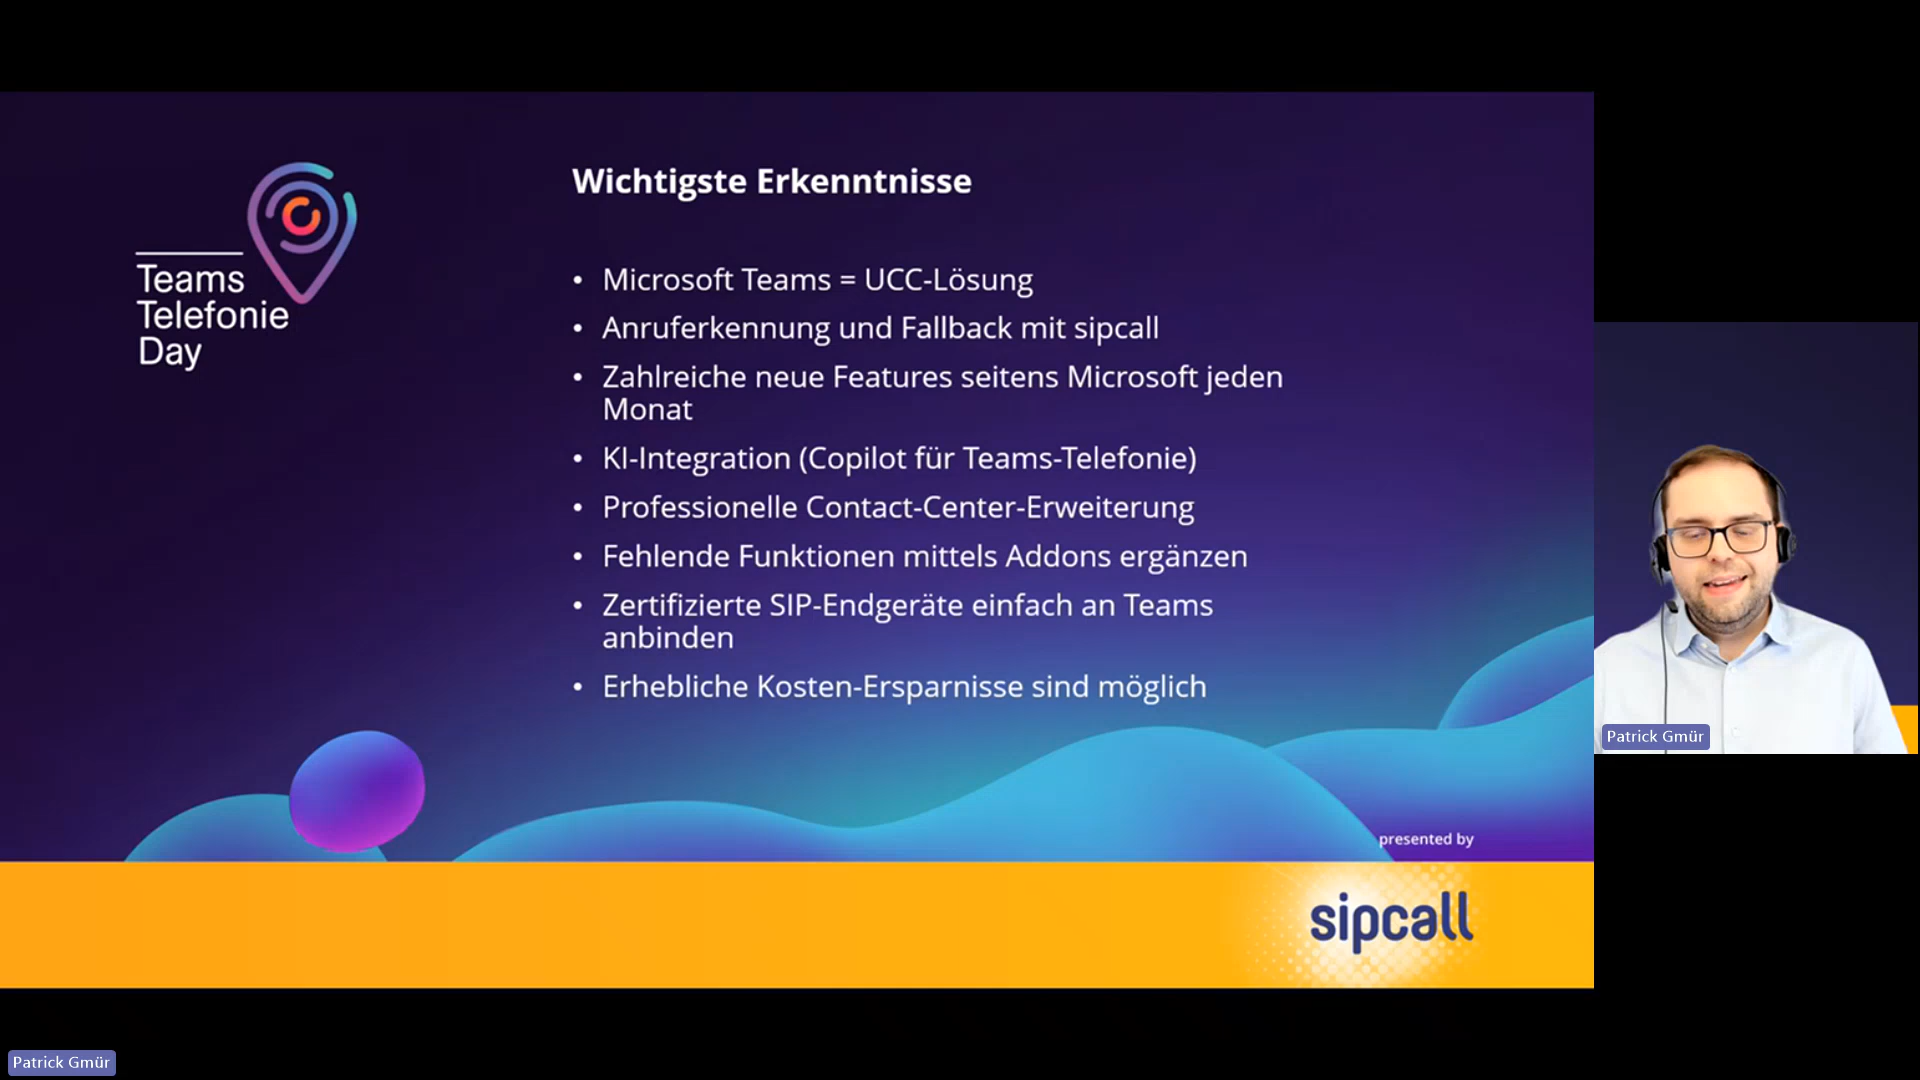 Teams
Telefonie
Day
Wichtigste Erkenntnisse
• Microsoft Teams = UCC-Lösung
• Anruferkennung und Fallback mit sipcall
• Zahlreiche neue Features seitens Microsoft jeden
Monat
• KI-Integration (Copilot für Teams-Telefonie)
• Professionelle Contact-Center-Erweiterung
• Fehlende Funktionen mittels Addons ergänzen
• Zertifizierte SIP-Endgeräte einfach an Teams
anbinden
• Erhebliche Kosten-Ersparnisse sind möglich
presented by
sipcall
Patrick Gmür
Patrick Gmür